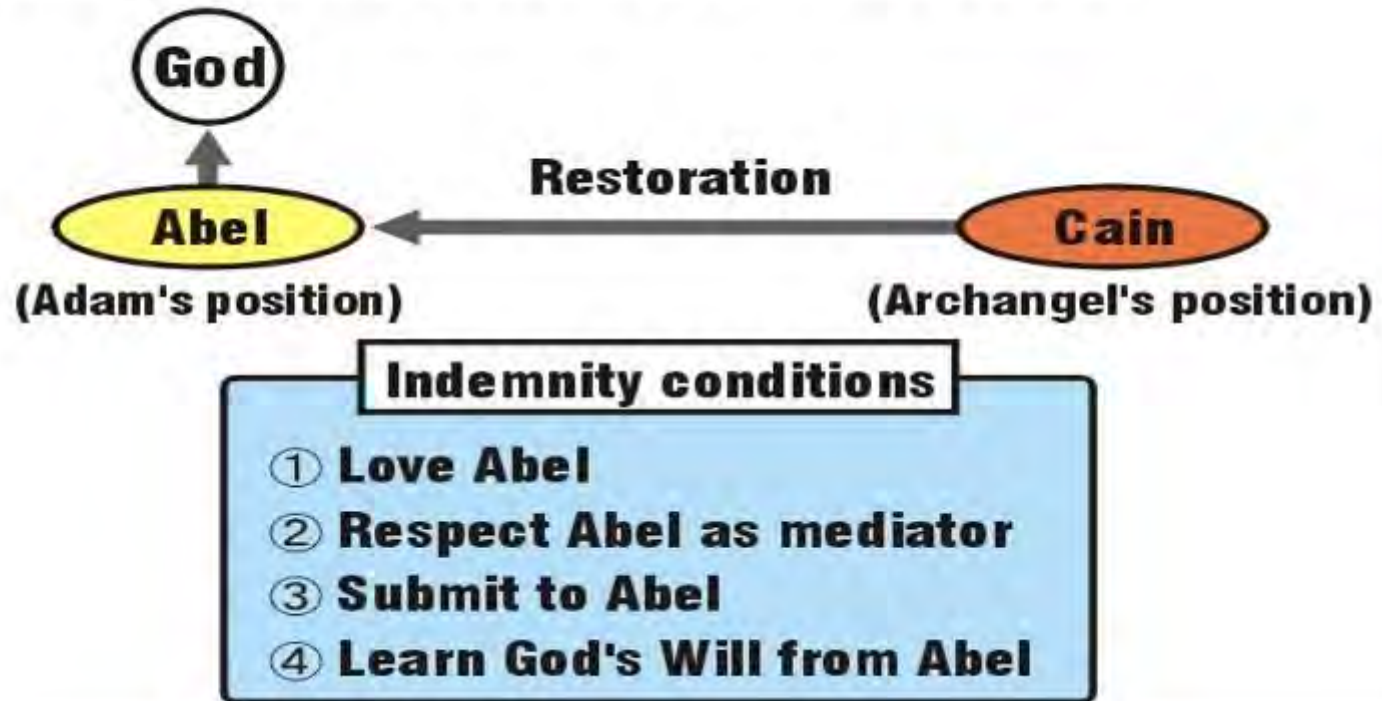 God
Restoration
Abel
Cain
(Adam's position)
(Archangel's position)
Indemnity conditions
① Love Abel
② Respect Abel as mediator
③ Submit to Abel
④ Learn God's Will from Abel